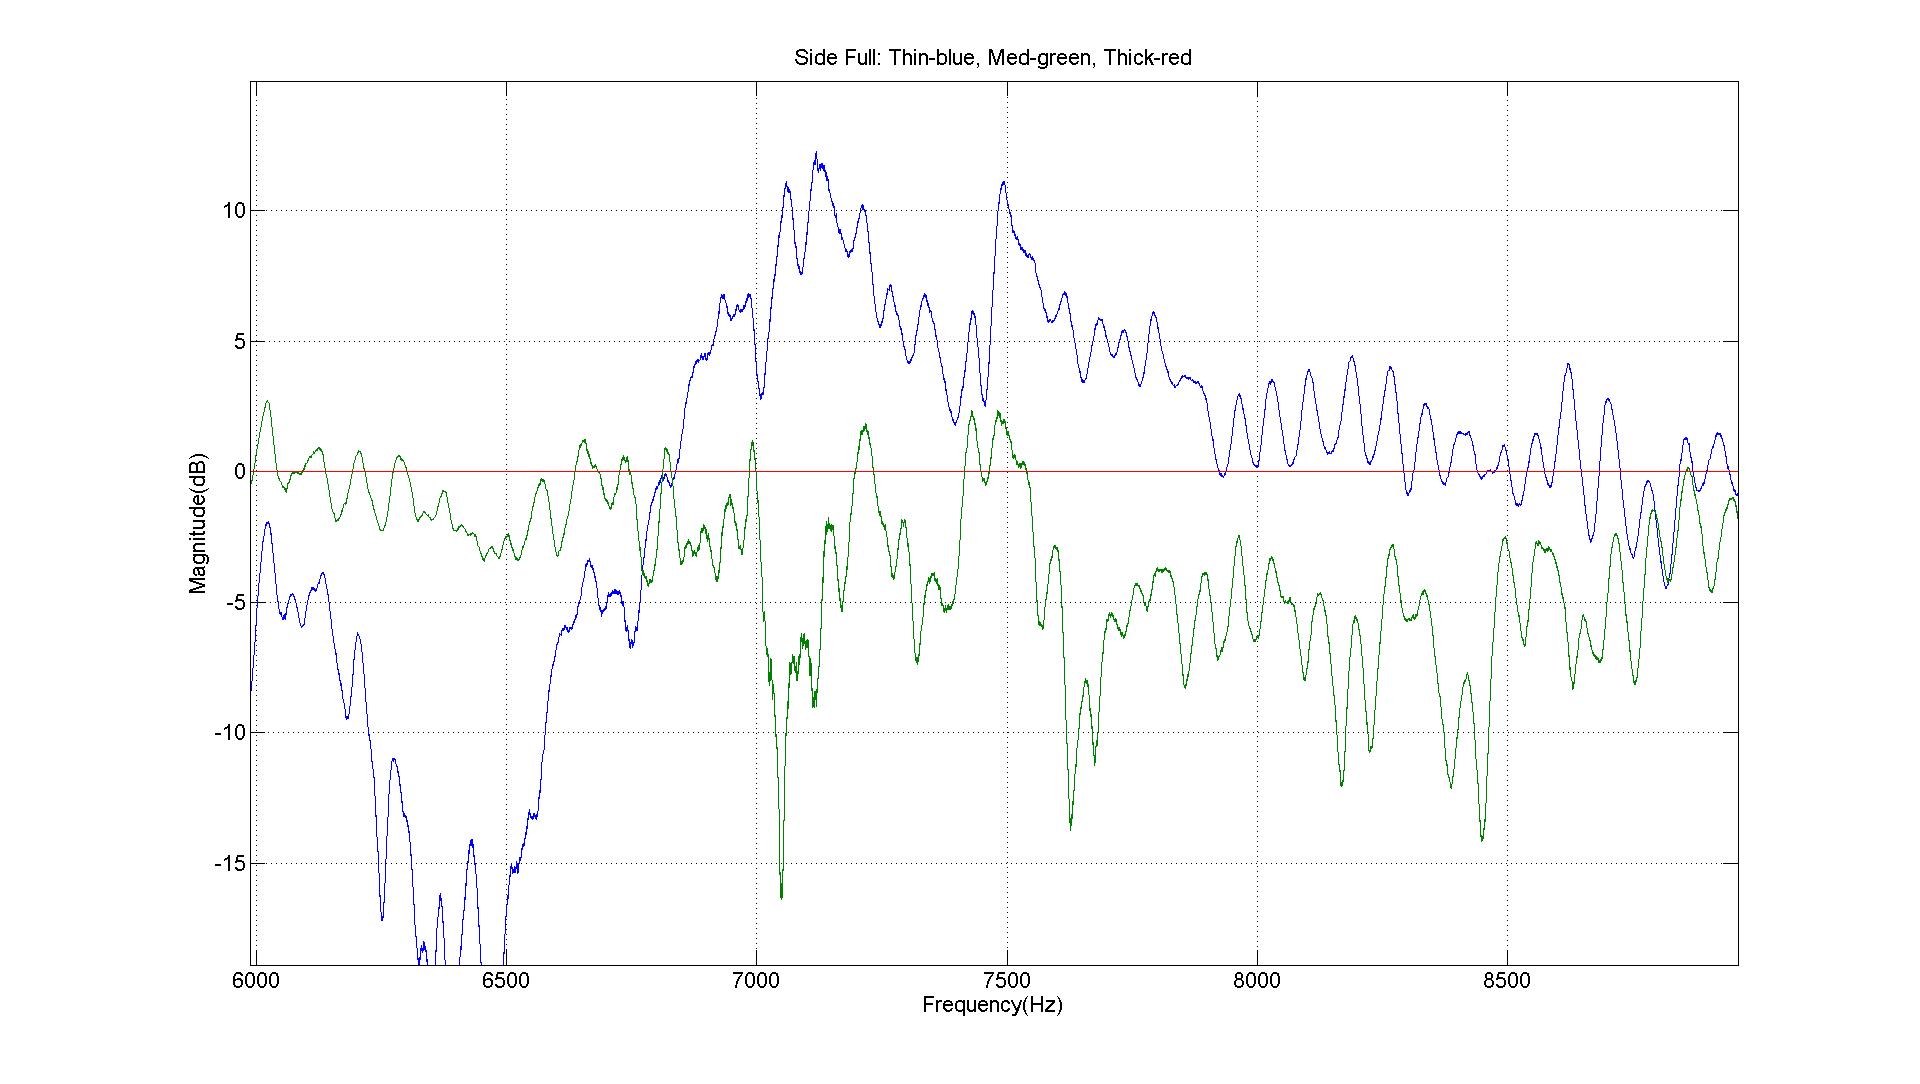 Side Full: Thin-blue, Med-green, Thick-red
Magnitude(dB)
10
5
0
-5
-10
-15
6000 6500 7000 7500 8000 8500
Frequency(Hz)